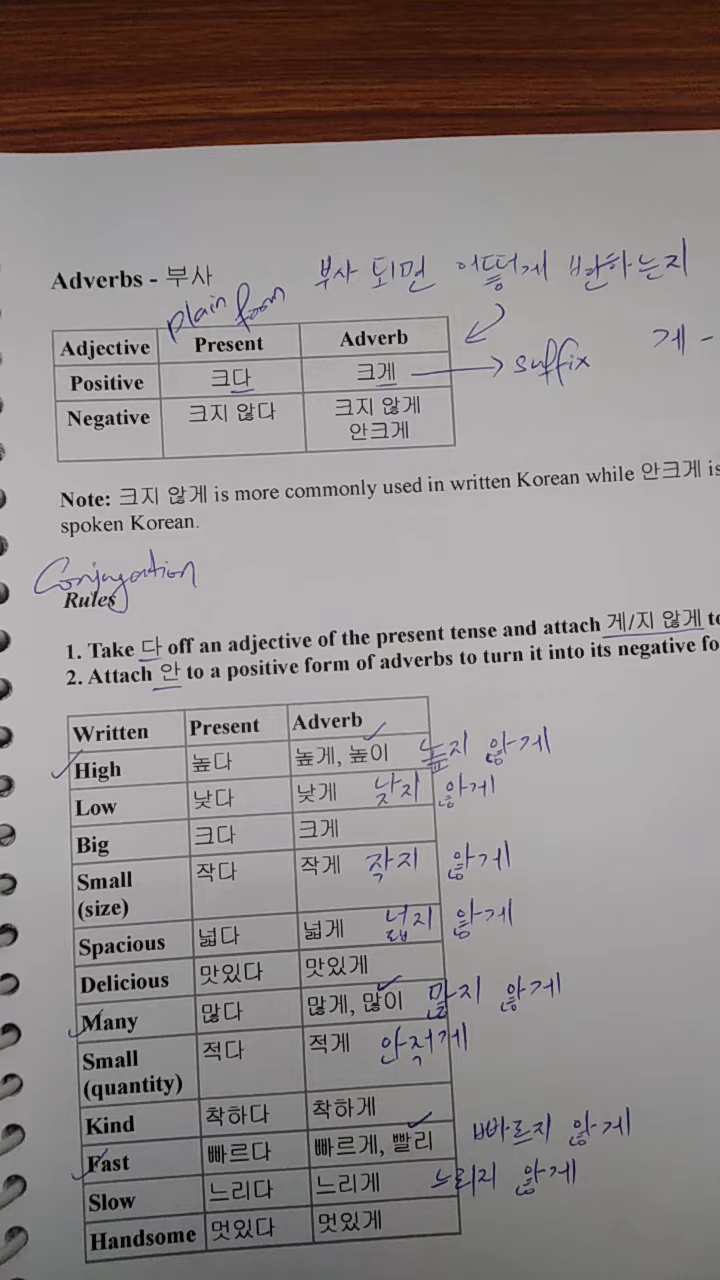 Adverbs - 부사
부사 되면 어떻게 변하는지
plain form
Adjective Present Adverb
Positive 크다 크게 suffix 게 -
Negative 크지 않다 크지 않게
안크게
Note: 크지 않게 is more commonly used in written Korean while 안크게 is
spoken Korean.
Conjugation
Rules
1. Take 다 off an adjective of the present tense and attach 게/지 않게 to
2. Attach 안 to a positive form of adverbs to turn it into its negative fo
Written Present Adverb
High 높다 높게, 높이 높지 않게
Low 낮다 낮게 낮지 않게
Big 크다 크게
Small 작다 작게 작지 않게
(size)
Spacious 넓다 넓게 넓지 않게
Delicious 맛있다 맛있게
Many 많다 많게, 많이 많지 않게
Small 적다 적게 안적게
(quantity)
Kind 착하다 착하게
Fast 빠르다 빠르게, 빨리 빠르지 않게
Slow 느리다 느리게 느리지 않게
Handsome 멋있다 멋있게